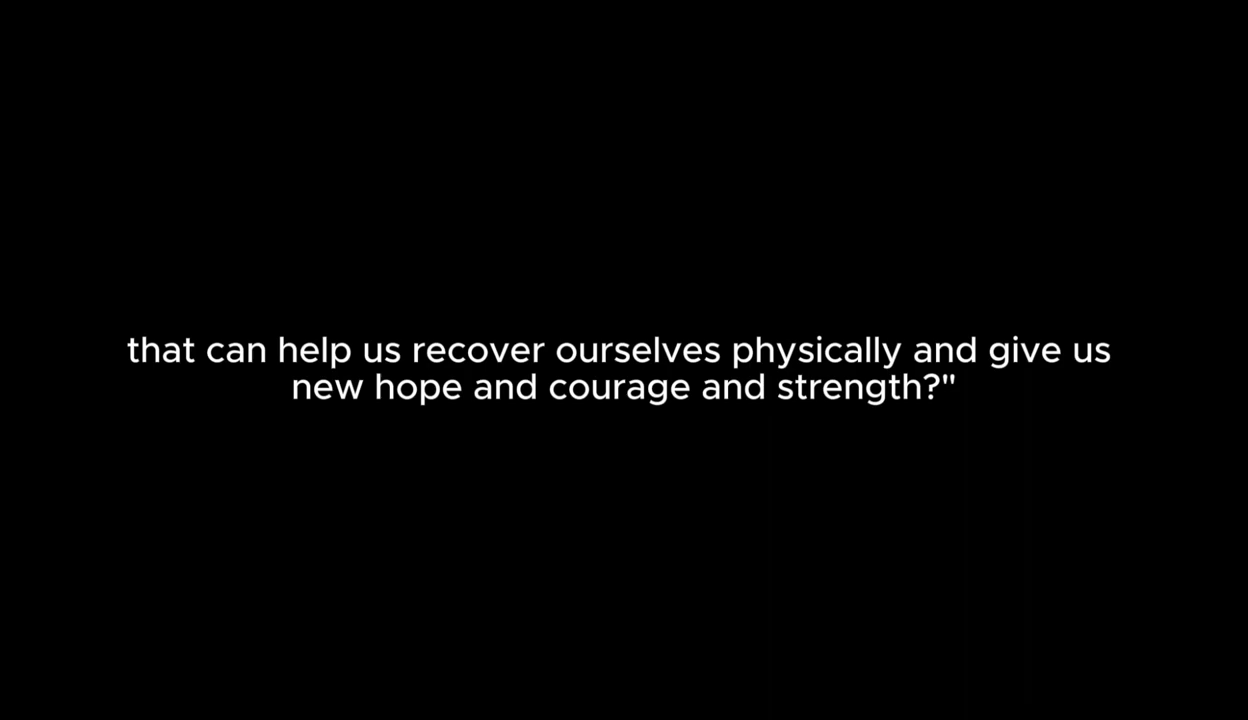 that can help us recover ourselves physically and give us
new hope and courage and strength?"